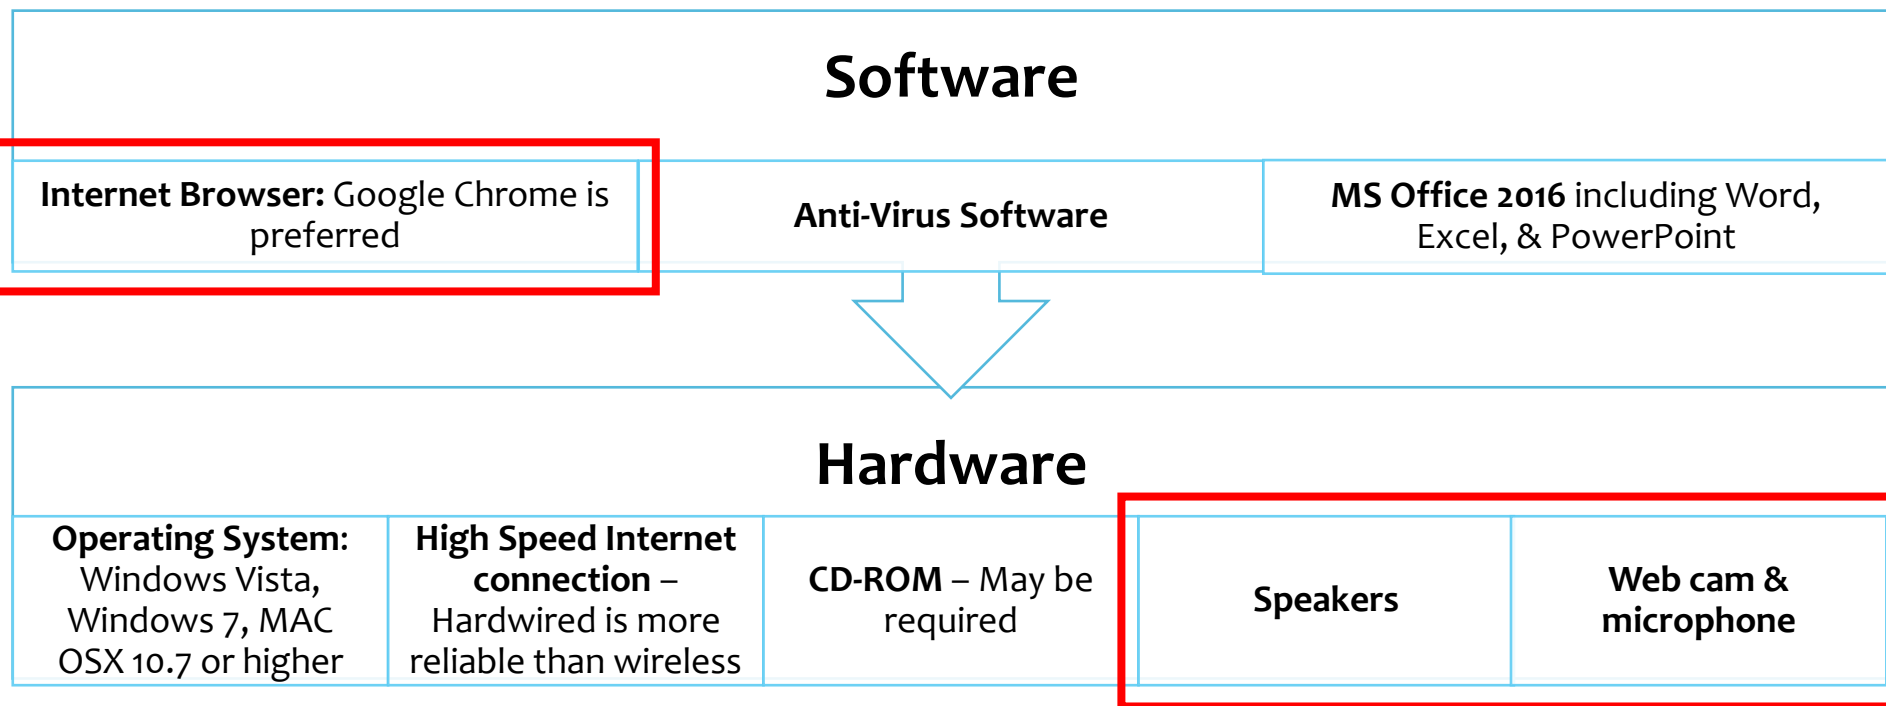 Software
Internet Browser: Google Chrome is
preferred
Anti-Virus Software
MS Office 2016 including Word,
Excel, & PowerPoint
Hardware
Operating System:
Windows Vista,
Windows 7, MAC
OSX 10.7 or higher
High Speed Internet
connection –
Hardwired is more
reliable than wireless
CD-ROM – May be
required
Speakers
Web cam &
microphone